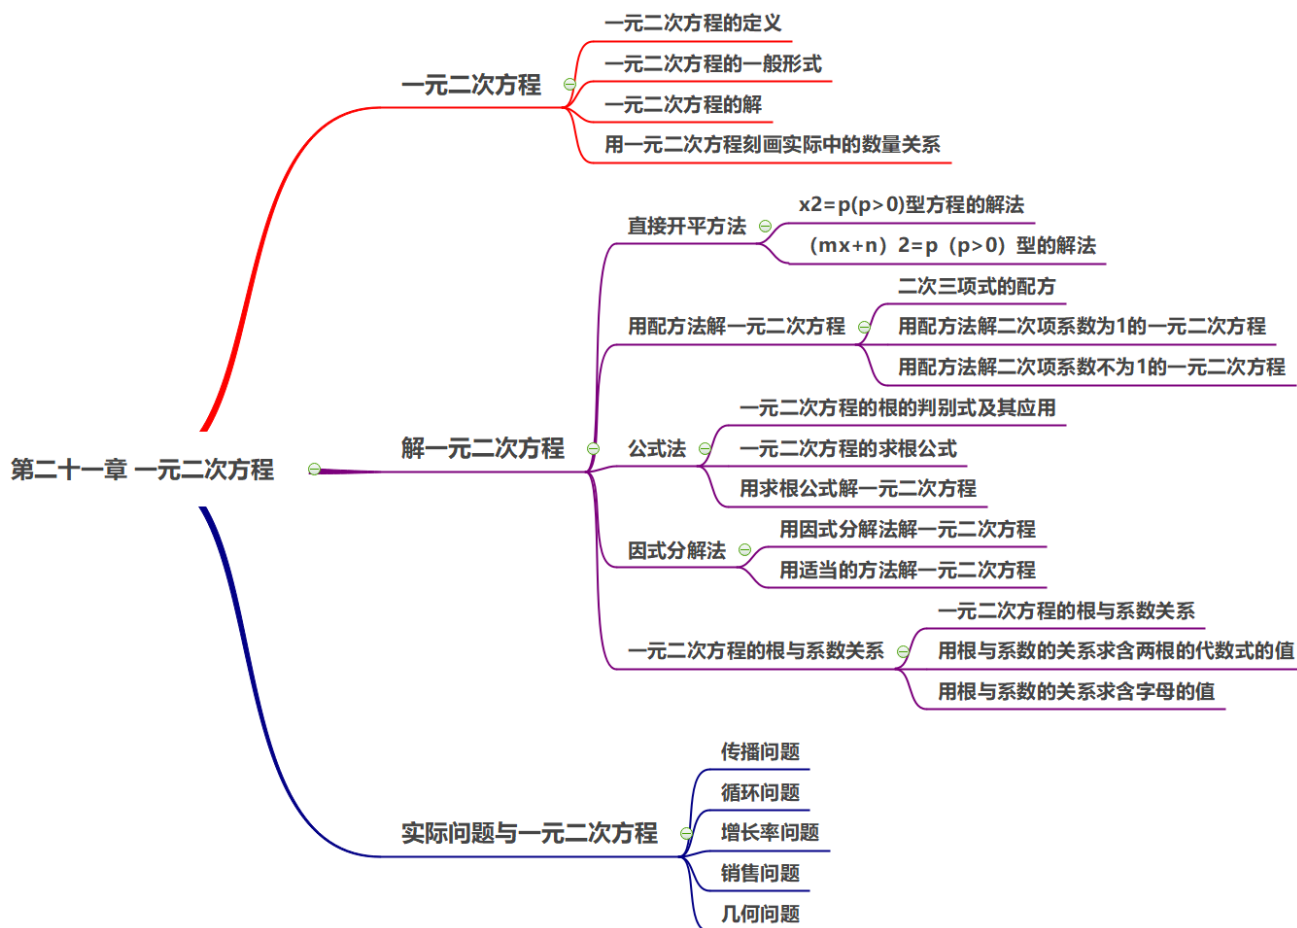 第二十一章 一元二次方程
一元二次方程
一元二次方程的定义
一元二次方程的一般形式
一元二次方程的解
用一元二次方程刻画实际中的数量关系
解一元二次方程
直接开平方法
x2=p(p>0)型方程的解法
（mx+n）2=p（p>0）型的解法
用配方法解一元二次方程
二次三项式的配方
用配方法解二次项系数为1的一元二次方程
用配方法解二次项系数不为1的一元二次方程
公式法
一元二次方程的根的判别式及其应用
一元二次方程的求根公式
用求根公式解一元二次方程
因式分解法
用因式分解法解一元二次方程
用适当的方法解一元二次方程
一元二次方程的根与系数关系
一元二次方程的根与系数关系
用根与系数的关系求含两根的代数式的值
用根与系数的关系求含字母的值
实际问题与一元二次方程
传播问题
循环问题
增长率问题
销售问题
几何问题